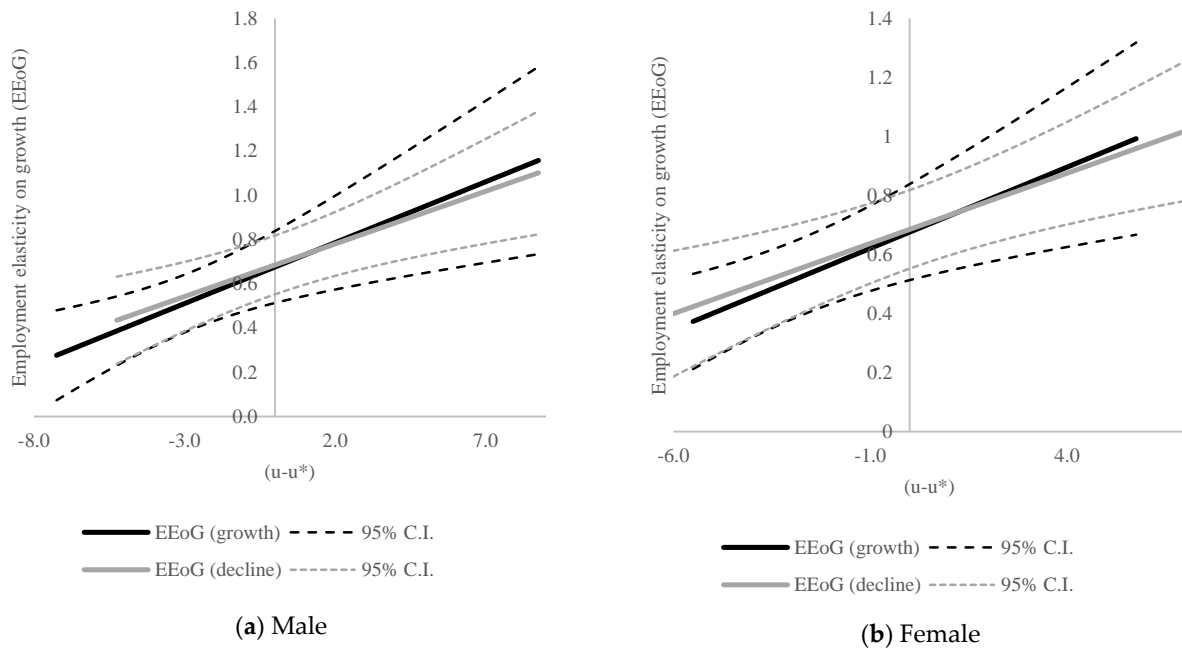 Employment elasticity on growth (EEoG)
1.8
1.6
1.4
1.2
1.0
0.8
0.6
0.4
0.2
0.0
-8.0 -3.0 2.0 7.0
(u-u*)
EEoG (growth) 95% C.I.
EEoG (decline) 95% C.I.
(a) Male
Employment elasticity on growth (EEoG)
1.4
1.2
1
0.8
0.6
0.4
0.2
0
-6.0 -1.0 4.0
(u-u*)
EEoG (growth) 95% C.I.
EEoG (decline) 95% C.I.
(b) Female